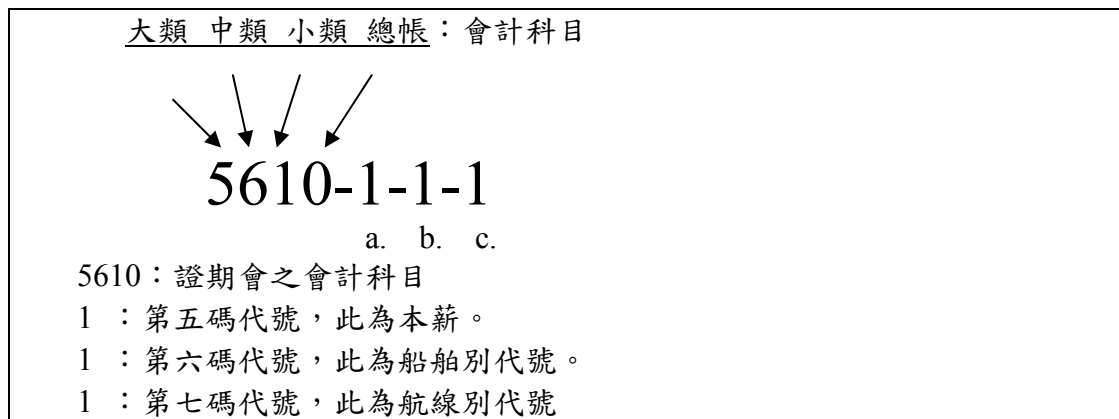 大類 中類 小類 總帳：會計科目
5610-1-1-1
a. b. c.
5610：證期會之會計科目
1 ：第五碼代號，此為本薪。
1 ：第六碼代號，此為船舶別代號。
1 ：第七碼代號，此為航線別代號